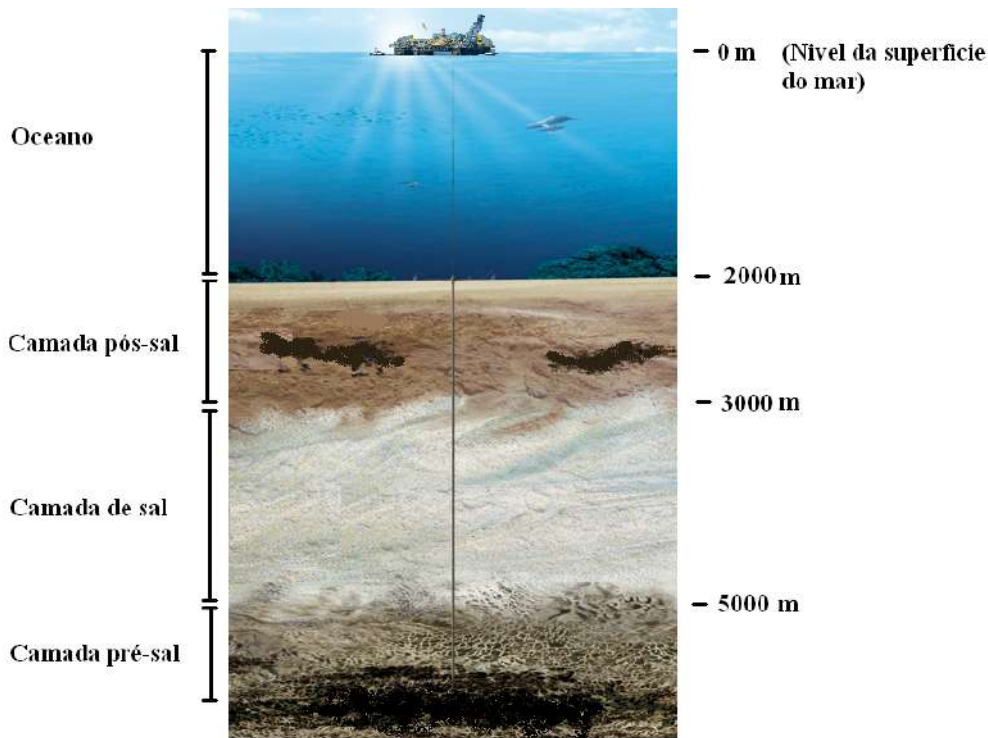 0 m (Nivel da superficie
do mar)
Oceano
2000 m
Camada pós-sal
3000 m
Camada de sal
5000 m
Camada pré-sal